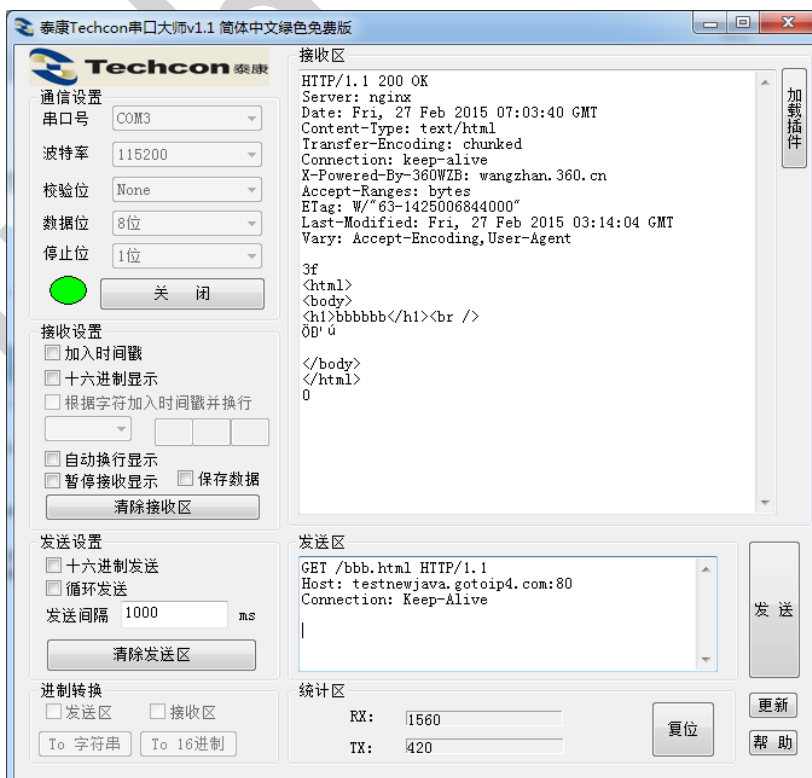 泰康Techcon串口大师v1.1 简体中文绿色免费版
Techcon泰康
通信设置
串口号 COM3
波特率 115200
校验位 None
数据位 8位
停止位 1位
关 闭
接收设置
加入时间戳
十六进制显示
根据字符加入时间戳并换行
自动换行显示
暂停接收显示 保存数据
清除接收区
发送设置
十六进制发送
循环发送
发送间隔 1000 ms
清除发送区
进制转换
发送区 接收区
To 字符串 To 16进制
接收区
HTTP/1.1 200 OK
Server: nginx
Date: Fri, 27 Feb 2015 07:03:40 GMT
Content-Type: text/html
Transfer-Encoding: chunked
Connection: keep-alive
X-Powered-By-360WZB: wangzhan.360.cn
Accept-Ranges: bytes
ETag: W/"63-1425006844000"
Last-Modified: Fri, 27 Feb 2015 03:14:04 GMT
Vary: Accept-Encoding,User-Agent
3f
<html>
<body>
<h1>bbbbbb</h1><br />
</body>
</html>
0
加载插件
发送区
GET /bbb.html HTTP/1.1
Host: testnewjava.gotoip4.com:80
Connection: Keep-Alive
发 送
统计区
RX: 1560
TX: 420
复位
更新
帮 助